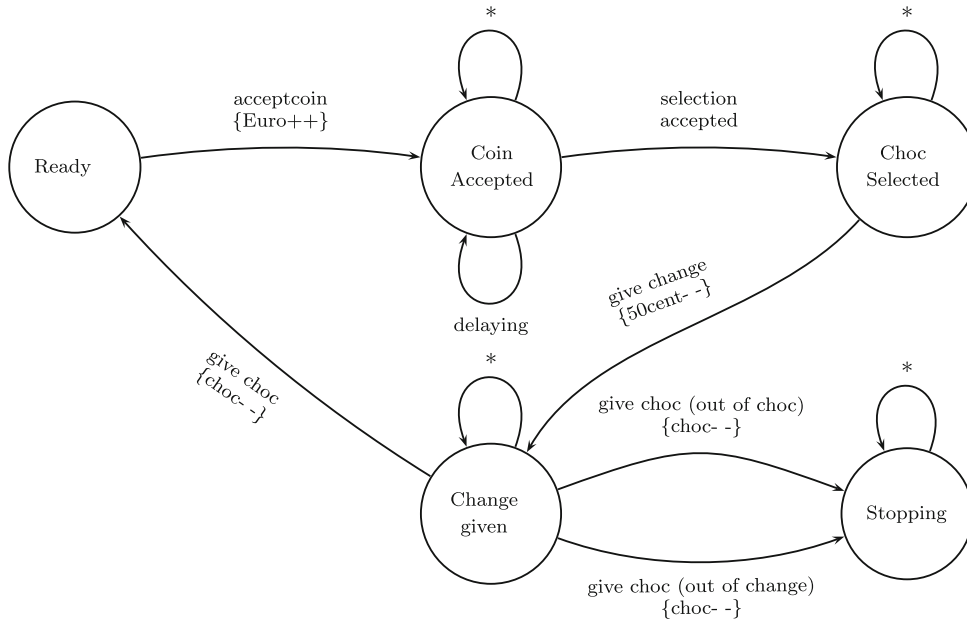 *
*
acceptcoin
{Euro++}
selection
accepted
Ready
Coin
Accepted
Choc
Selected
give change
{50cent- -}
delaying
*
*
give choc
{choc- -}
give choc (out of choc)
{choc- -}
Change
given
Stopping
give choc (out of change)
{choc- -}